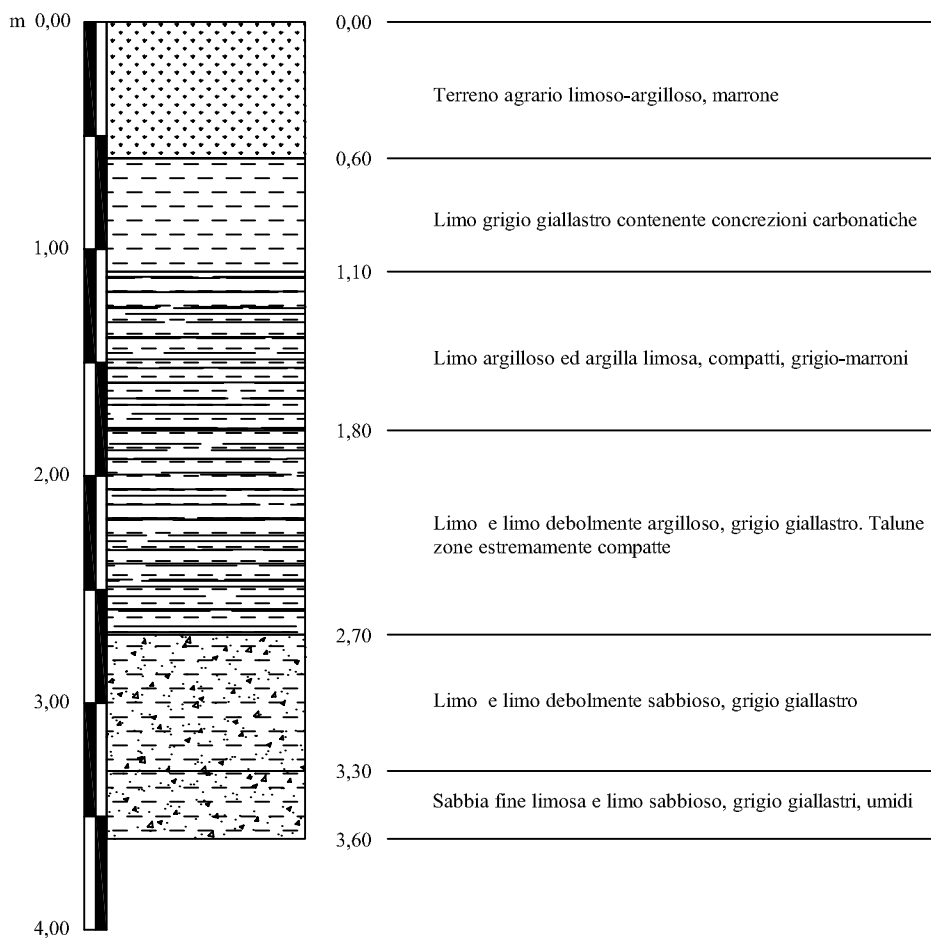 m 0,00
0,00
Terreno agrario limoso-argilloso, marrone
0,60
Limo grigio giallastro contenente concrezioni carbonatiche
1,00
1,10
Limo argilloso ed argilla limosa, compatti, grigio-marroni
1,80
2,00
Limo e limo debolmente argilloso, grigio giallastro. Talune
zone estremamente compatte
2,70
3,00
Limo e limo debolmente sabbioso, grigio giallastro
3,30
Sabbia fine limosa e limo sabbioso, grigio giallastri, umidi
3,60
4,00